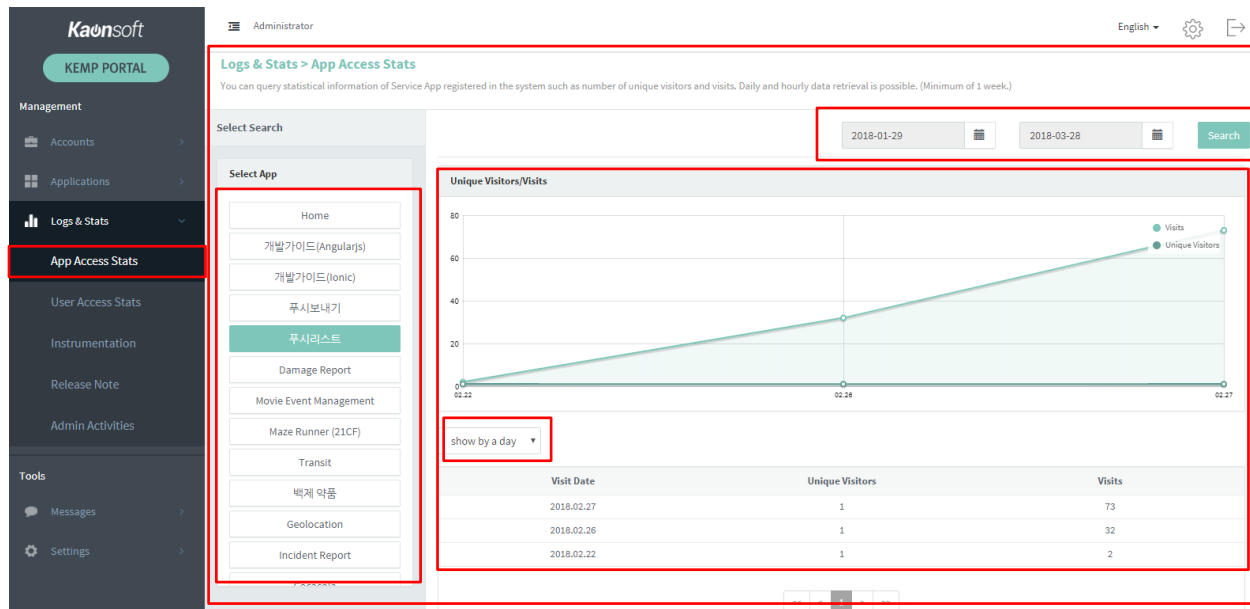 Kaonsoft
KEMP PORTAL
Management
Accounts
Applications
Logs & Stats
App Access Stats
User Access Stats
Instrumentation
Release Note
Admin Activities
Tools
Messages
Settings
Administrator
English
Logs & Stats > App Access Stats
You can query statistical information of Service App registered in the system such as number of unique visitors and visits. Daily and hourly data retrieval is possible. (Minimum of 1 week.)
Select Search
2018-01-29
2018-03-28
Search
Select App
Home
개발가이드(Angularjs)
개발가이드(Ionic)
푸시보내기
푸시리스트
Damage Report
Movie Event Management
Maze Runner (21CF)
Transit
백제 약품
Geolocation
Incident Report
Unique Visitors/Visits
80
60
40
20
0
Visits
Unique Visitors
02.22
02.26
02.27
show by a day
Visit Date Unique Visitors Visits
2018.02.27 1 73
2018.02.26 1 32
2018.02.22 1 2
<< < 1 > >>